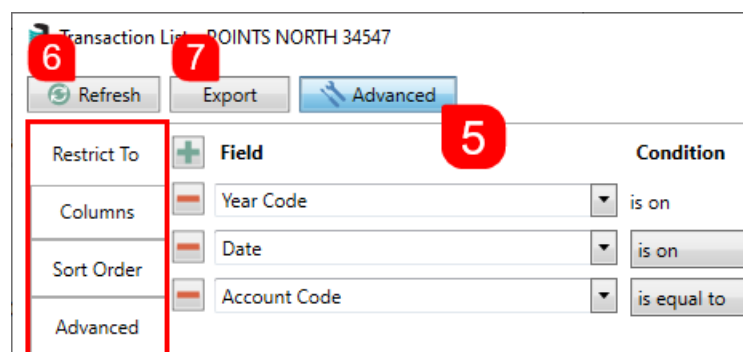 Transaction List - POINTS NORTH 34547
6
7
Refresh
Export
Advanced
5
Restrict To
Field
Condition
Year Code
is on
Columns
Date
is on
Sort Order
Account Code
is equal to
Advanced